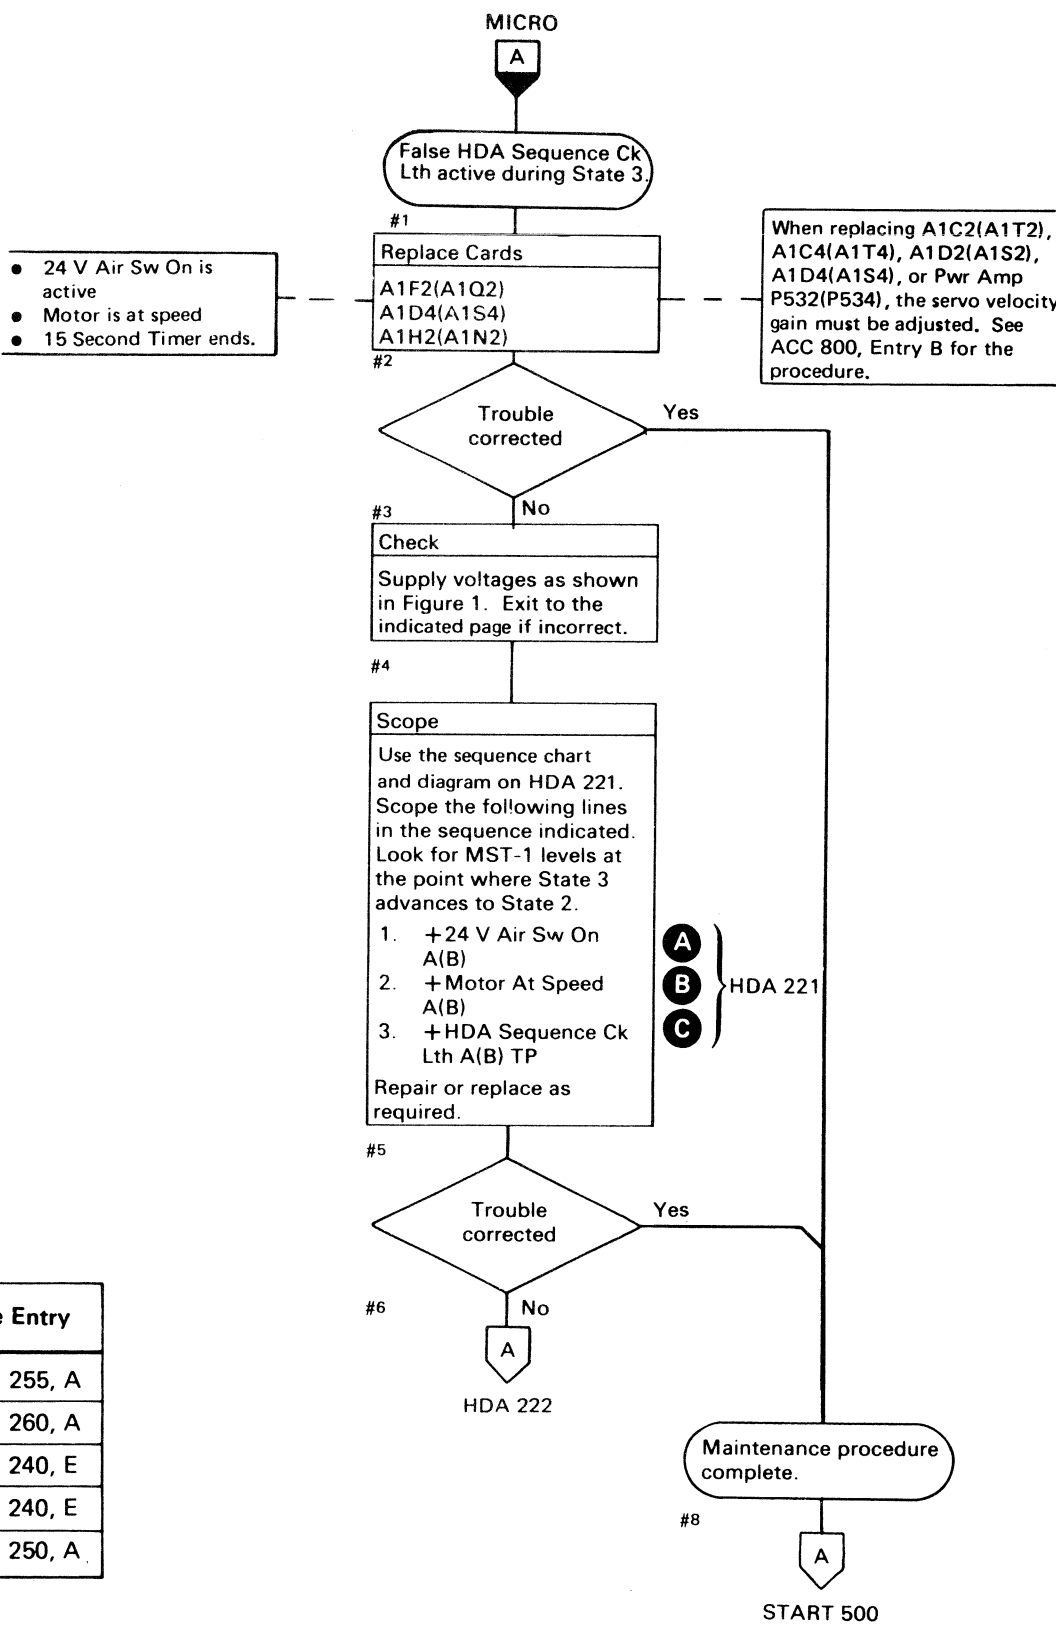 MICRO
A
False HDA Sequence Ck
Lth active during State 3.
#1
Replace Cards
A1F2(A1Q2)
A1D4(A1S4)
A1H2(A1N2)
● 24 V Air Sw On is
active
● Motor is at speed
● 15 Second Timer ends.
When replacing A1C2(A1T2),
A1C4(A1T4), A1D2(A1S2),
A1D4(A1S4), or Pwr Amp
P532(P534), the servo velocity
gain must be adjusted. See
ACC 800, Entry B for the
procedure.
#2
Trouble
corrected
Yes
No
#3
Check
Supply voltages as shown
in Figure 1. Exit to the
indicated page if incorrect.
#4
Scope
Use the sequence chart
and diagram on HDA 221.
Scope the following lines
in the sequence indicated.
Look for MST-1 levels at
the point where State 3
advances to State 2.
1. +24 V Air Sw On
A(B)
2. +Motor At Speed
A(B)
3. +HDA Sequence Ck
Lth A(B) TP
Repair or replace as
required.
A
B
C
HDA 221
#5
Trouble
corrected
Yes
No
#6
A
HDA 222
e Entry
255, A
260, A
240, E
240, E
250, A
Maintenance procedure
complete.
#8
A
START 500